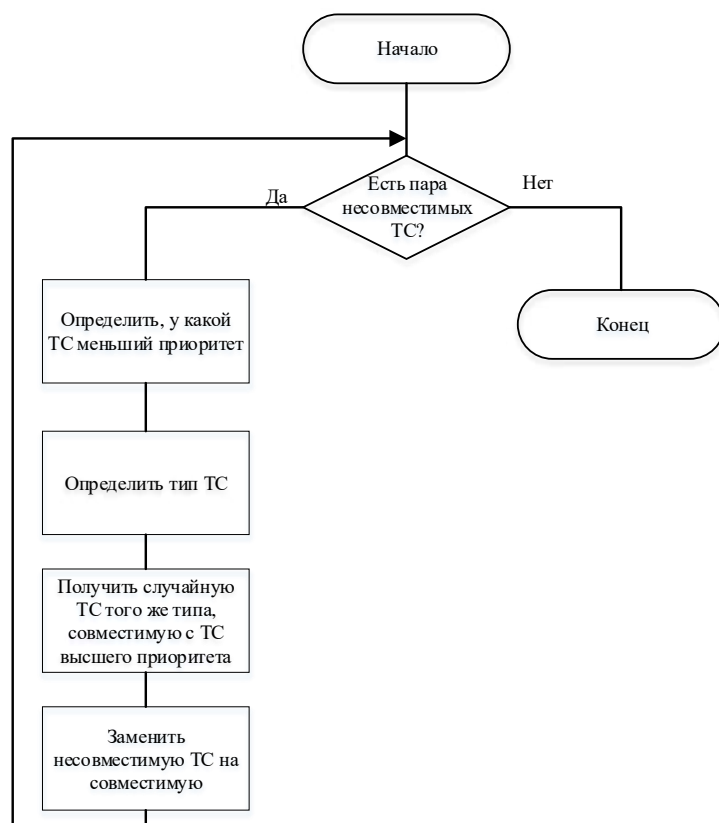 Начало
Есть пара
несовместимых
ТС?
Да
Нет
Определить, у какой
ТС меньший приоритет
Конец
Определить тип ТС
Получить случайную
ТС того же типа,
совместимую с ТС
высшего приоритета
Заменить
несовместимую ТС на
совместимую